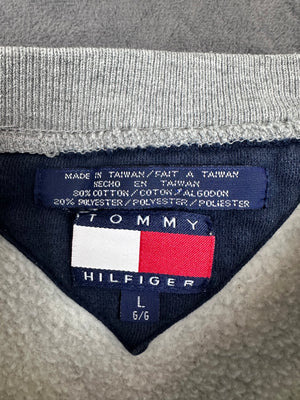 MADE IN TAIWAN/FAIT A TAIWAN
HECHO EN TAIWAN
80% COTTON/COTON/ALGODON
20% POLYESTER/POLYESTER/POLIESTER
TOMMY
HILFIGER
L
G/G